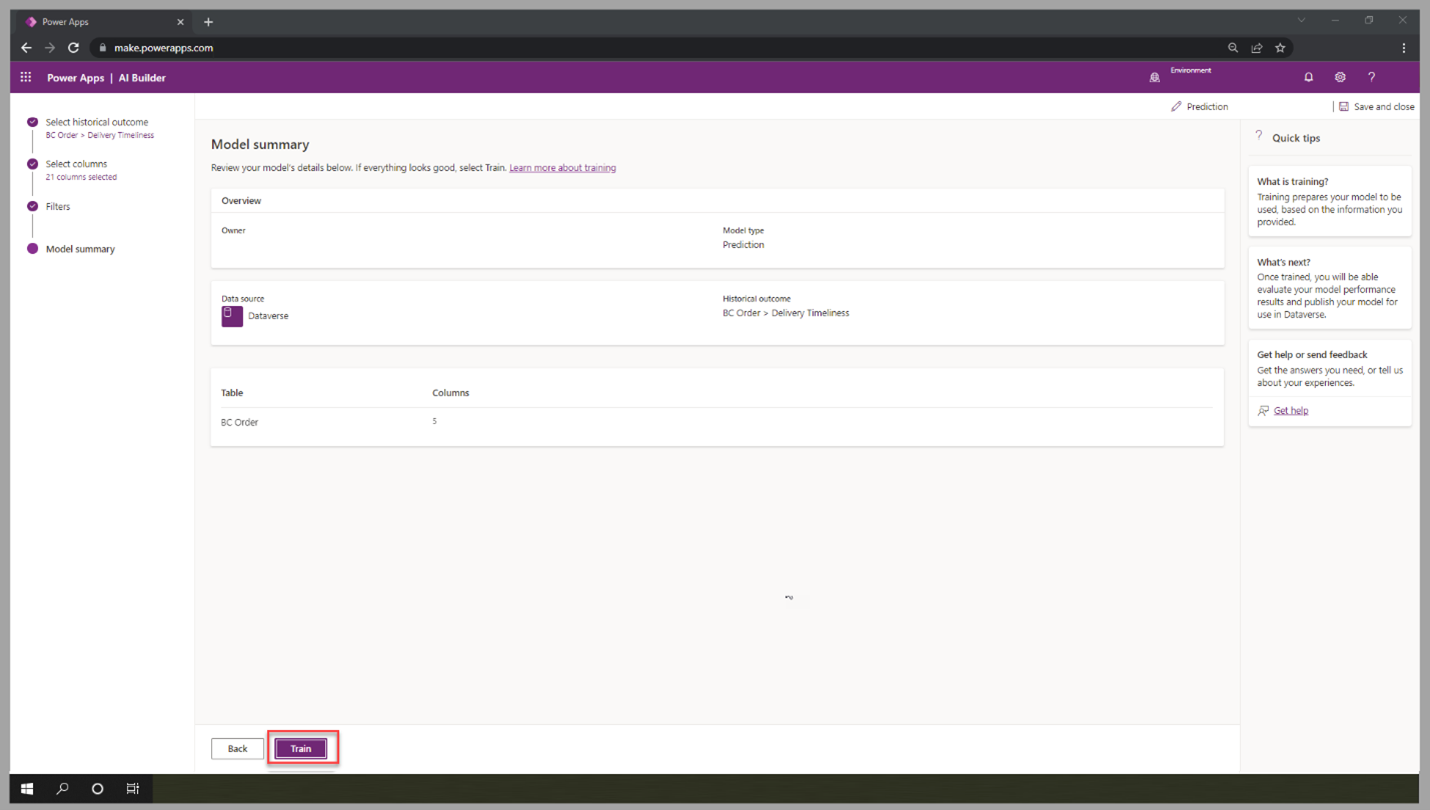 Power Apps
make.powerapps.com
Power Apps | AI Builder
Environment
Prediction
Save and close
Select historical outcome
BC Order > Delivery Timeliness
Select columns
21 columns selected
Filters
Model summary
Model summary
Review your model's details below. If everything looks good, select Train. Learn more about training
Overview
Owner
Model type
Prediction
Data source
Dataverse
Historical outcome
BC Order > Delivery Timeliness
Table Columns
BC Order 5
Back Train
? Quick tips
What is training?
Training prepares your model to be
used, based on the information you
provided.
What's next?
Once trained, you will be able
evaluate your model performance
results and publish your model for
use in Dataverse.
Get help or send feedback
Get the answers you need, or tell us
about your experiences.
Get help